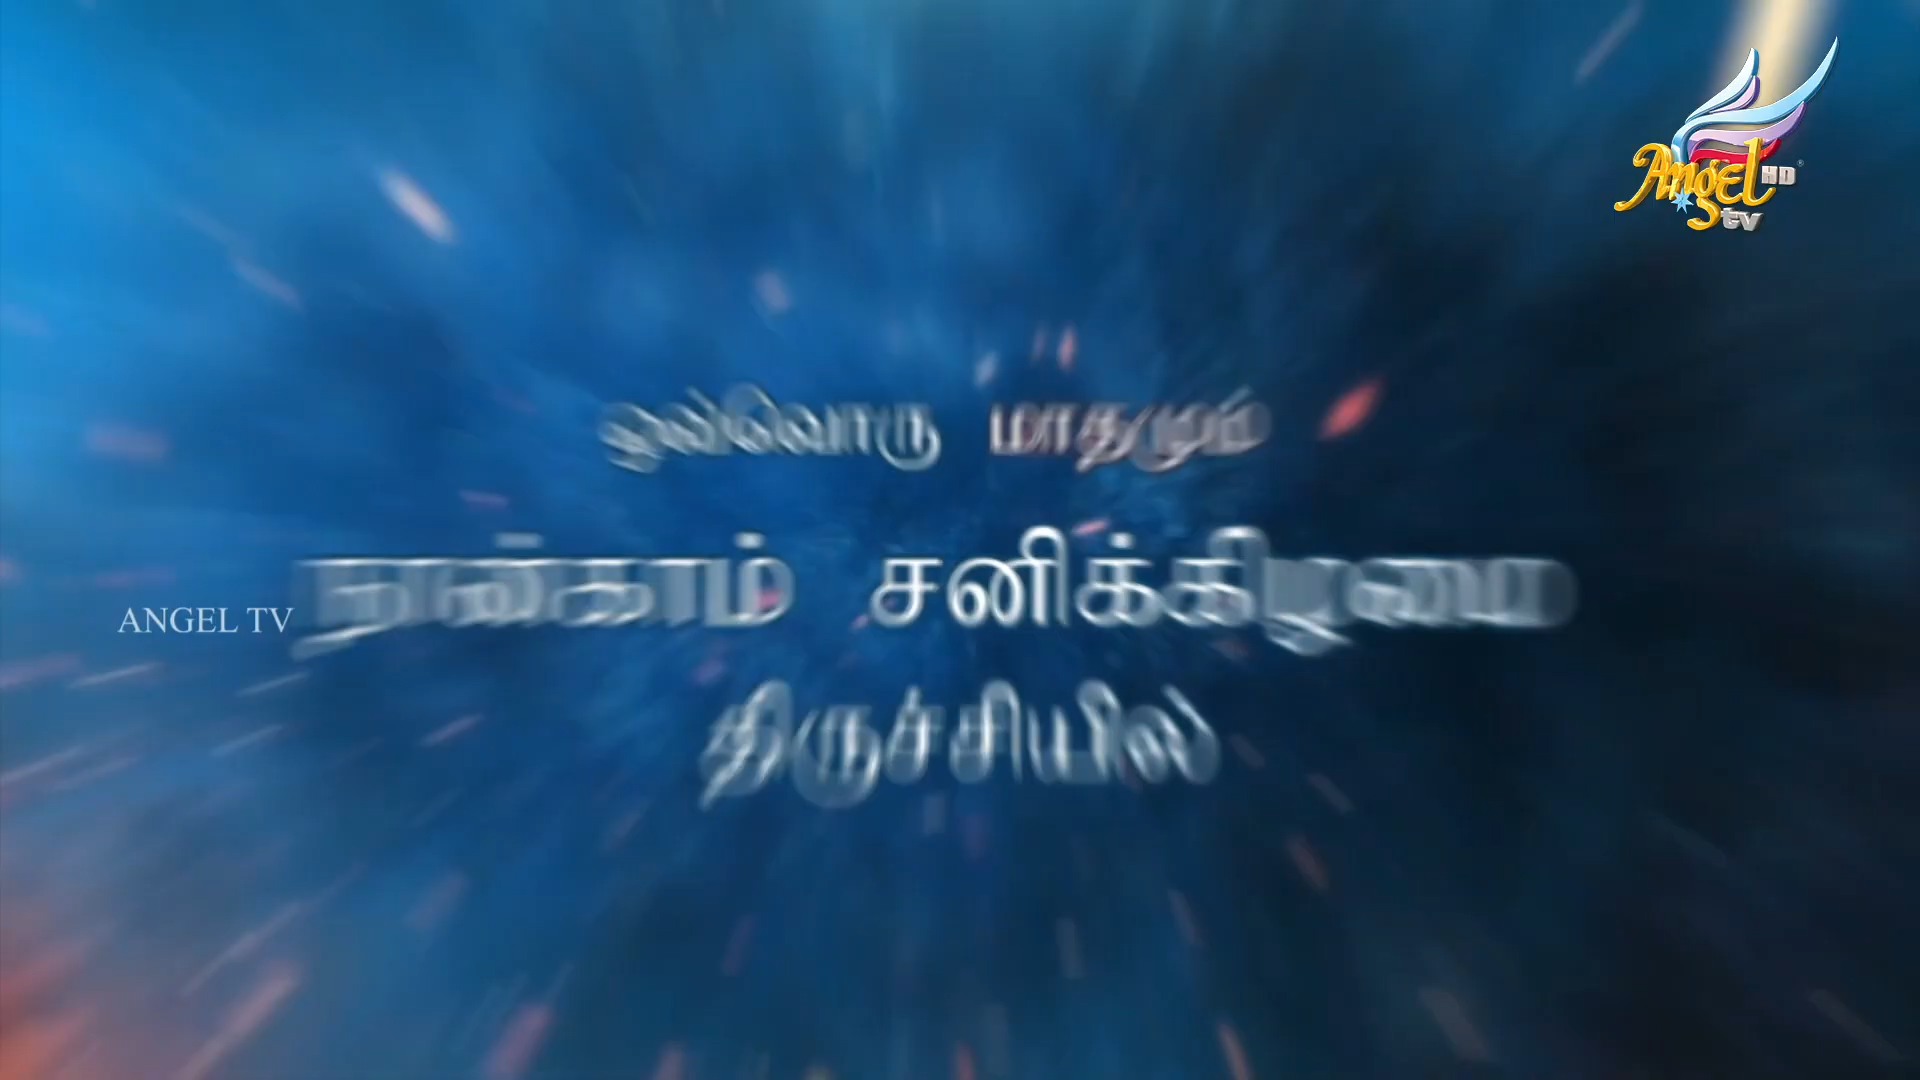 Angel HD
tv
ஒவ்வொரு மாதமும்
நான்காம் சனிக்கிழமை
ANGEL TV
திருச்சியில்